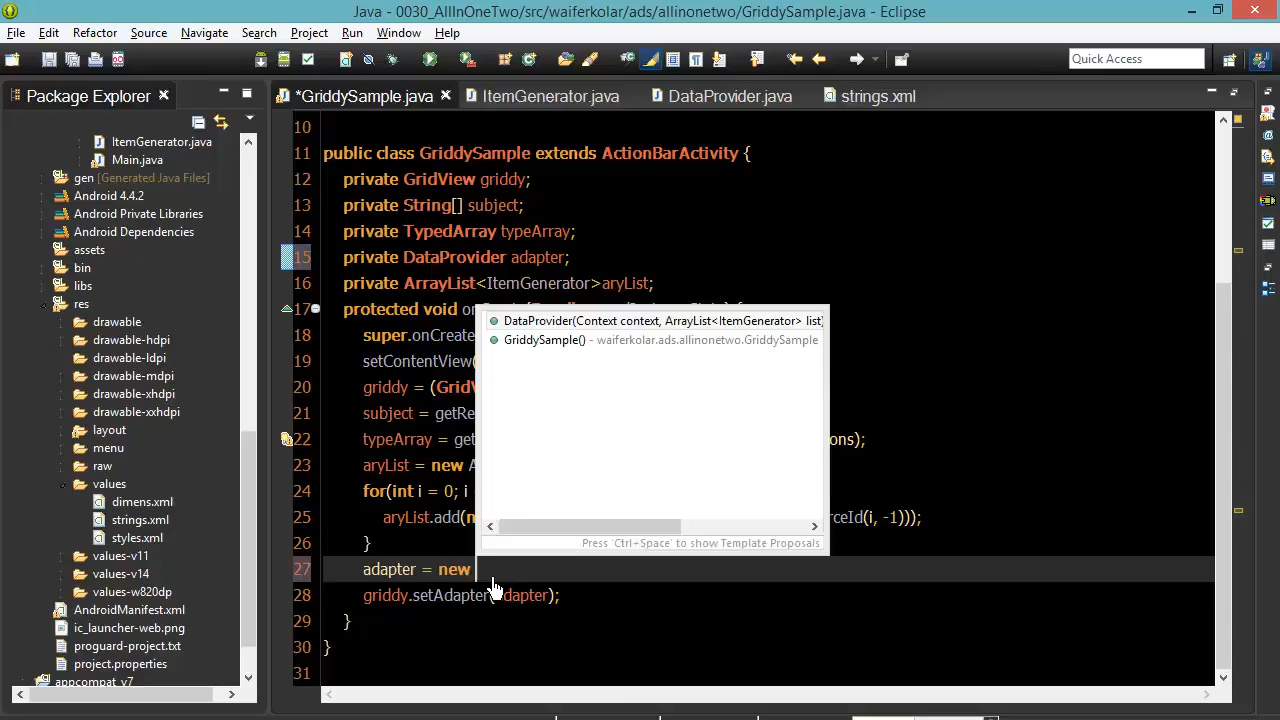 Java - 0030_AllInOneTwo/src/waiferkolar/ads/allinonetwo/GriddySample.java - Eclipse
File Edit Refactor Source Navigate Search Project Run Window Help
Quick Access
Package Explorer
*GriddySample.java ItemGenerator.java DataProvider.java strings.xml
ItemGenerator.java
Main.java
gen [Generated Java Files]
Android 4.4.2
Android Private Libraries
Android Dependencies
assets
bin
libs
res
drawable
drawable-hdpi
drawable-ldpi
drawable-mdpi
drawable-xhdpi
drawable-xxhdpi
layout
menu
raw
values
dimens.xml
strings.xml
styles.xml
values-v11
values-v14
values-w820dp
AndroidManifest.xml
ic_launcher-web.png
proguard-project.txt
project.properties
appcompat_v7
10
11 public class GriddySample extends ActionBarActivity {
12 private GridView griddy;
13 private String[] subject;
14 private TypedArray typeArray;
15 private DataProvider adapter;
16 private ArrayList<ItemGenerator>aryList;
17 protected void
18 super.onCreate
19 setContentView(
20 griddy = (GridV
21 subject = getRe
22 typeArray = get ons);
23 aryList = new A
24 for(int i = 0; i
25 aryList.add(n rceId(i, -1)));
26 }
27 adapter = new
28 griddy.setAdapter(adapter);
29 }
30 }
31
DataProvider(Context context, ArrayList<ItemGenerator> list)
GriddySample() - waiferkolar.ads.allinonetwo.GriddySample
Press 'Ctrl+Space' to show Template Proposals